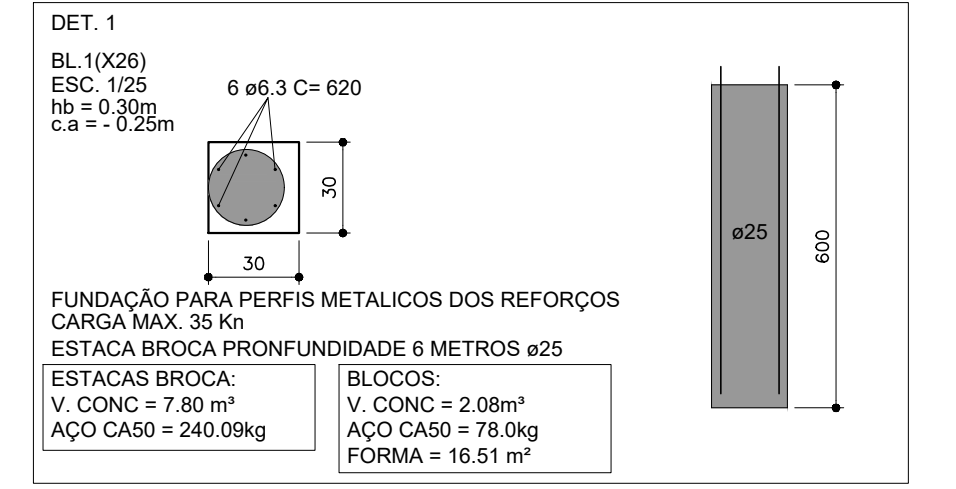 DET. 1
BL.1(X26)
ESC. 1/25
hb = 0.30m
c.a = - 0.25m
6 ø6.3 C= 620
30
30
ø25
600
FUNDAÇÃO PARA PERFIS METALICOS DOS REFORÇOS
CARGA MAX. 35 Kn
ESTACA BROCA PRONFUNDIDADE 6 METROS ø25
ESTACAS BROCA:
V. CONC = 7.80 m³
AÇO CA50 = 240.09kg
BLOCOS:
V. CONC = 2.08m³
AÇO CA50 = 78.0kg
FORMA = 16.51 m²